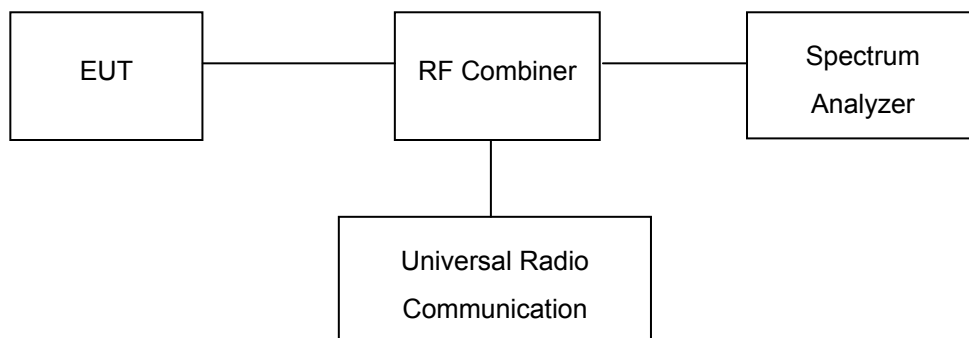 EUT
RF Combiner
Spectrum
Analyzer
Universal Radio
Communication